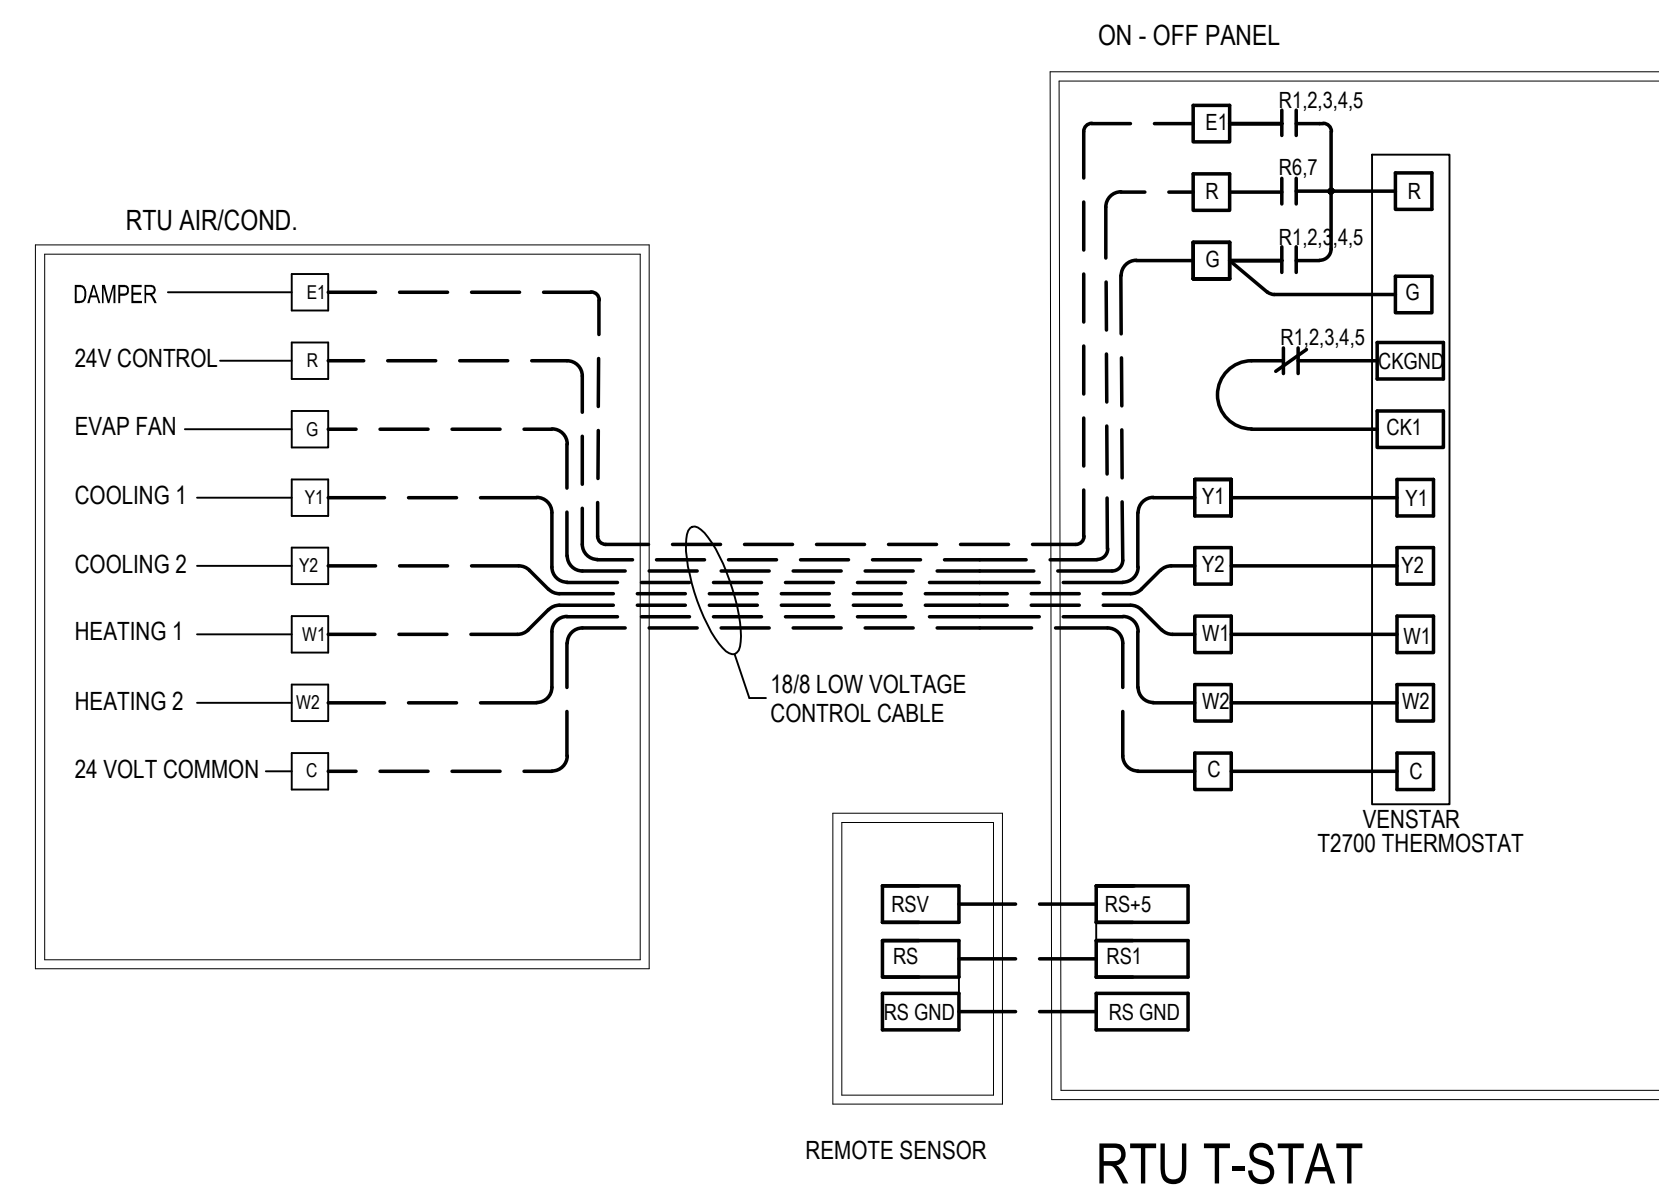 ON - OFF PANEL
R1,2,3,4,5
E1
R6,7
R
R
R1,2,3,4,5
G
G
R1,2,3,4,5
CKGND
CK1
Y1
Y1
Y2
Y2
W1
W1
W2
W2
C
C
VENSTAR
T2700 THERMOSTAT
RTU AIR/COND.
DAMPER
E1
24V CONTROL
R
EVAP FAN
G
COOLING 1
Y1
COOLING 2
Y2
HEATING 1
W1
HEATING 2
W2
24 VOLT COMMON
C
18/8 LOW VOLTAGE
CONTROL CABLE
RSV
RS+5
RS
RS1
RS GND
RS GND
REMOTE SENSOR
RTU T-STAT